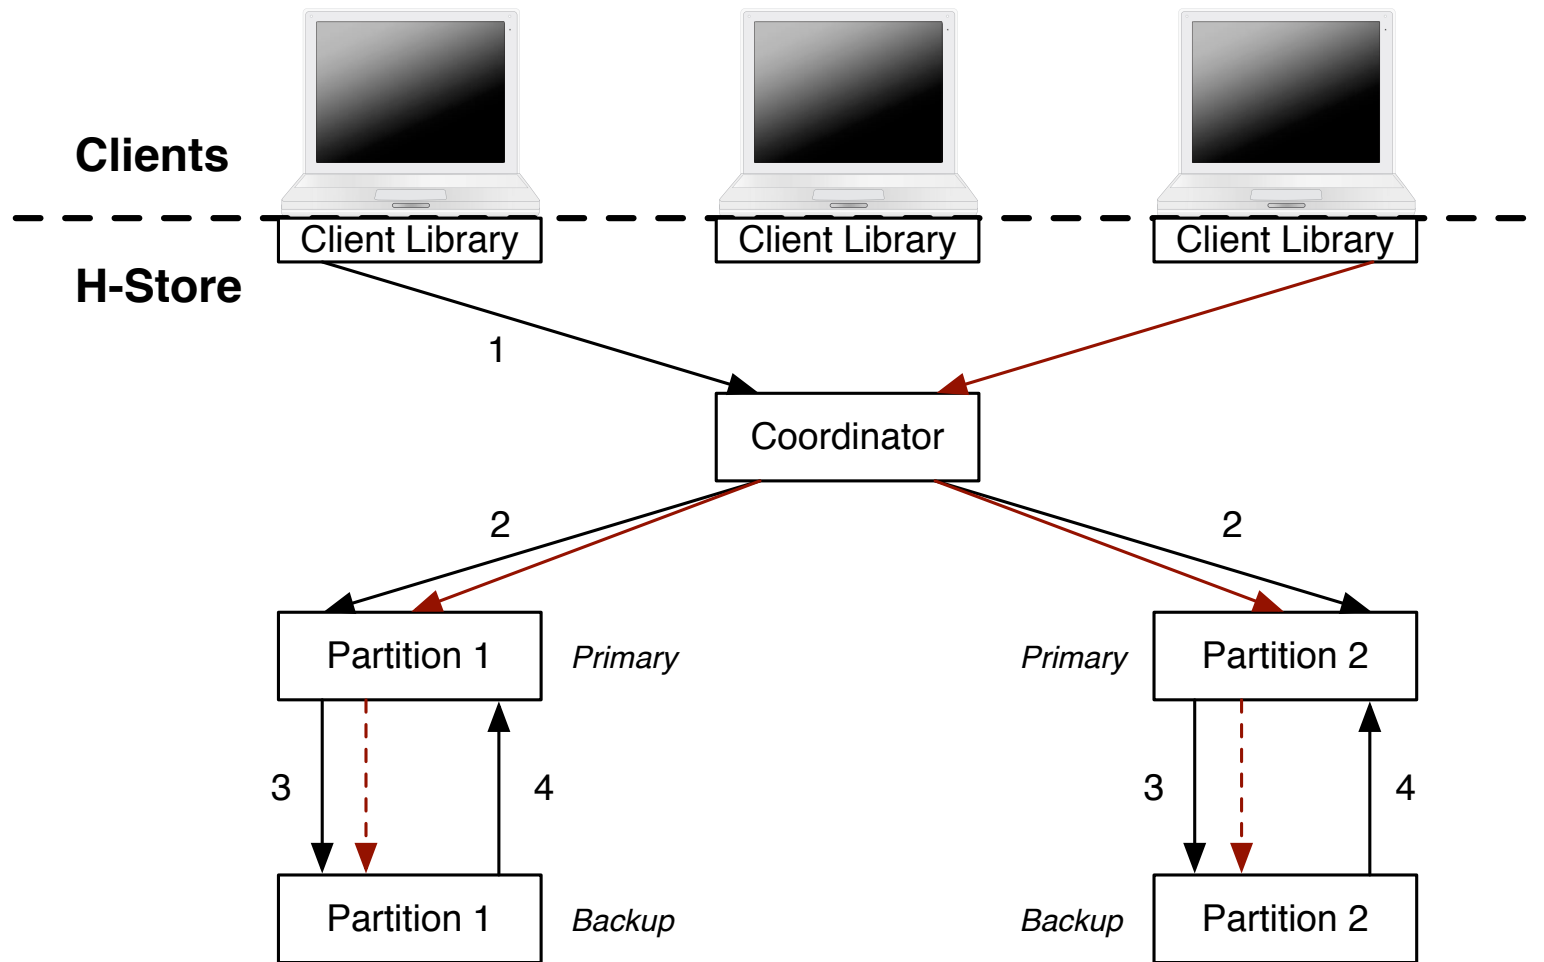 Clients
Client Library Client Library Client Library
H-Store
1
Coordinator
2 2
Partition 1 Primary Primary Partition 2
3 4 3 4
Partition 1 Backup Backup Partition 2